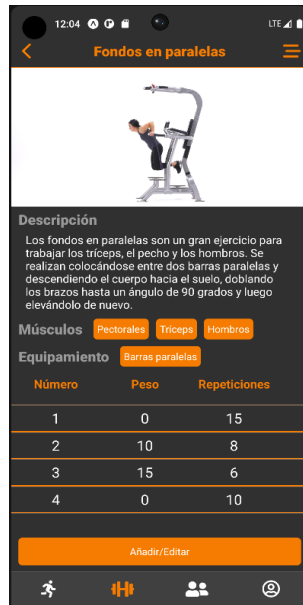 12:04 LTE
Fondos en paralelas
Descripción
Los fondos en paralelas son un gran ejercicio para
trabajar los tríceps, el pecho y los hombros. Se
realizan colocándose entre dos barras paralelas y
descendiendo el cuerpo hacia el suelo, doblando
los brazos hasta un ángulo de 90 grados y luego
elevándolo de nuevo.
Músculos Pectorales Tríceps Hombros
Equipamiento Barras paralelas
Número Peso Repeticiones
1 0 15
2 10 8
3 15 6
4 0 10
Añadir/Editar